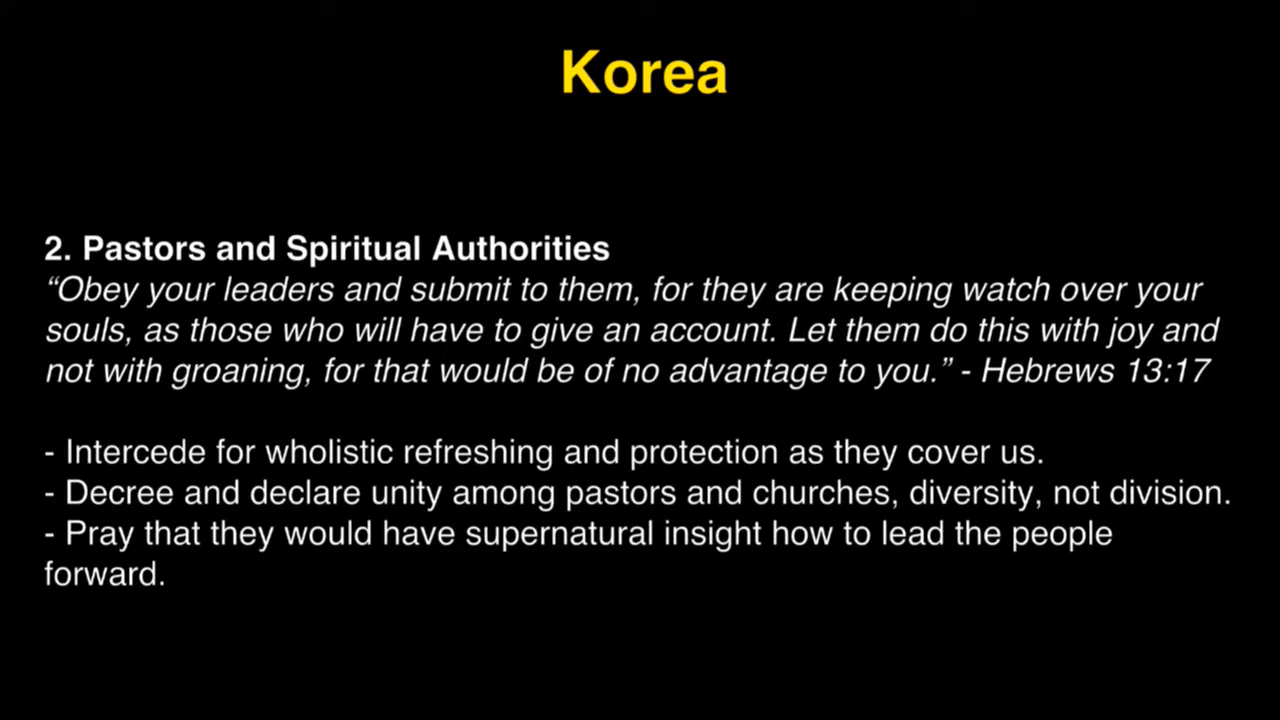 Korea
2. Pastors and Spiritual Authorities
“Obey your leaders and submit to them, for they are keeping watch over your
souls, as those who will have to give an account. Let them do this with joy and
not with groaning, for that would be of no advantage to you.” - Hebrews 13:17
- Intercede for wholistic refreshing and protection as they cover us.
- Decree and declare unity among pastors and churches, diversity, not division.
- Pray that they would have supernatural insight how to lead the people
forward.